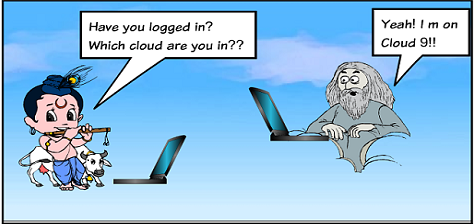 Have you logged in?
Which cloud are you in??
Yeah! I m on
Cloud 9!!